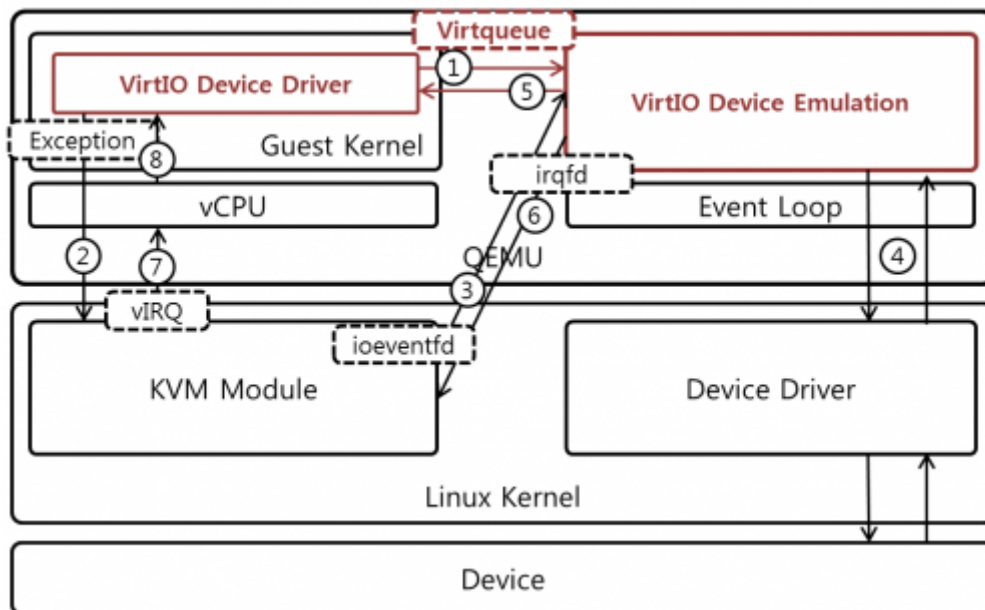 Virtqueue
VirtIO Device Driver
1
5
VirtIO Device Emulation
Exception
8
Guest Kernel
irqfd
vCPU
6
Event Loop
2
7
QEMU
3
4
vIRQ
ioeventfd
KVM Module
Device Driver
Linux Kernel
Device